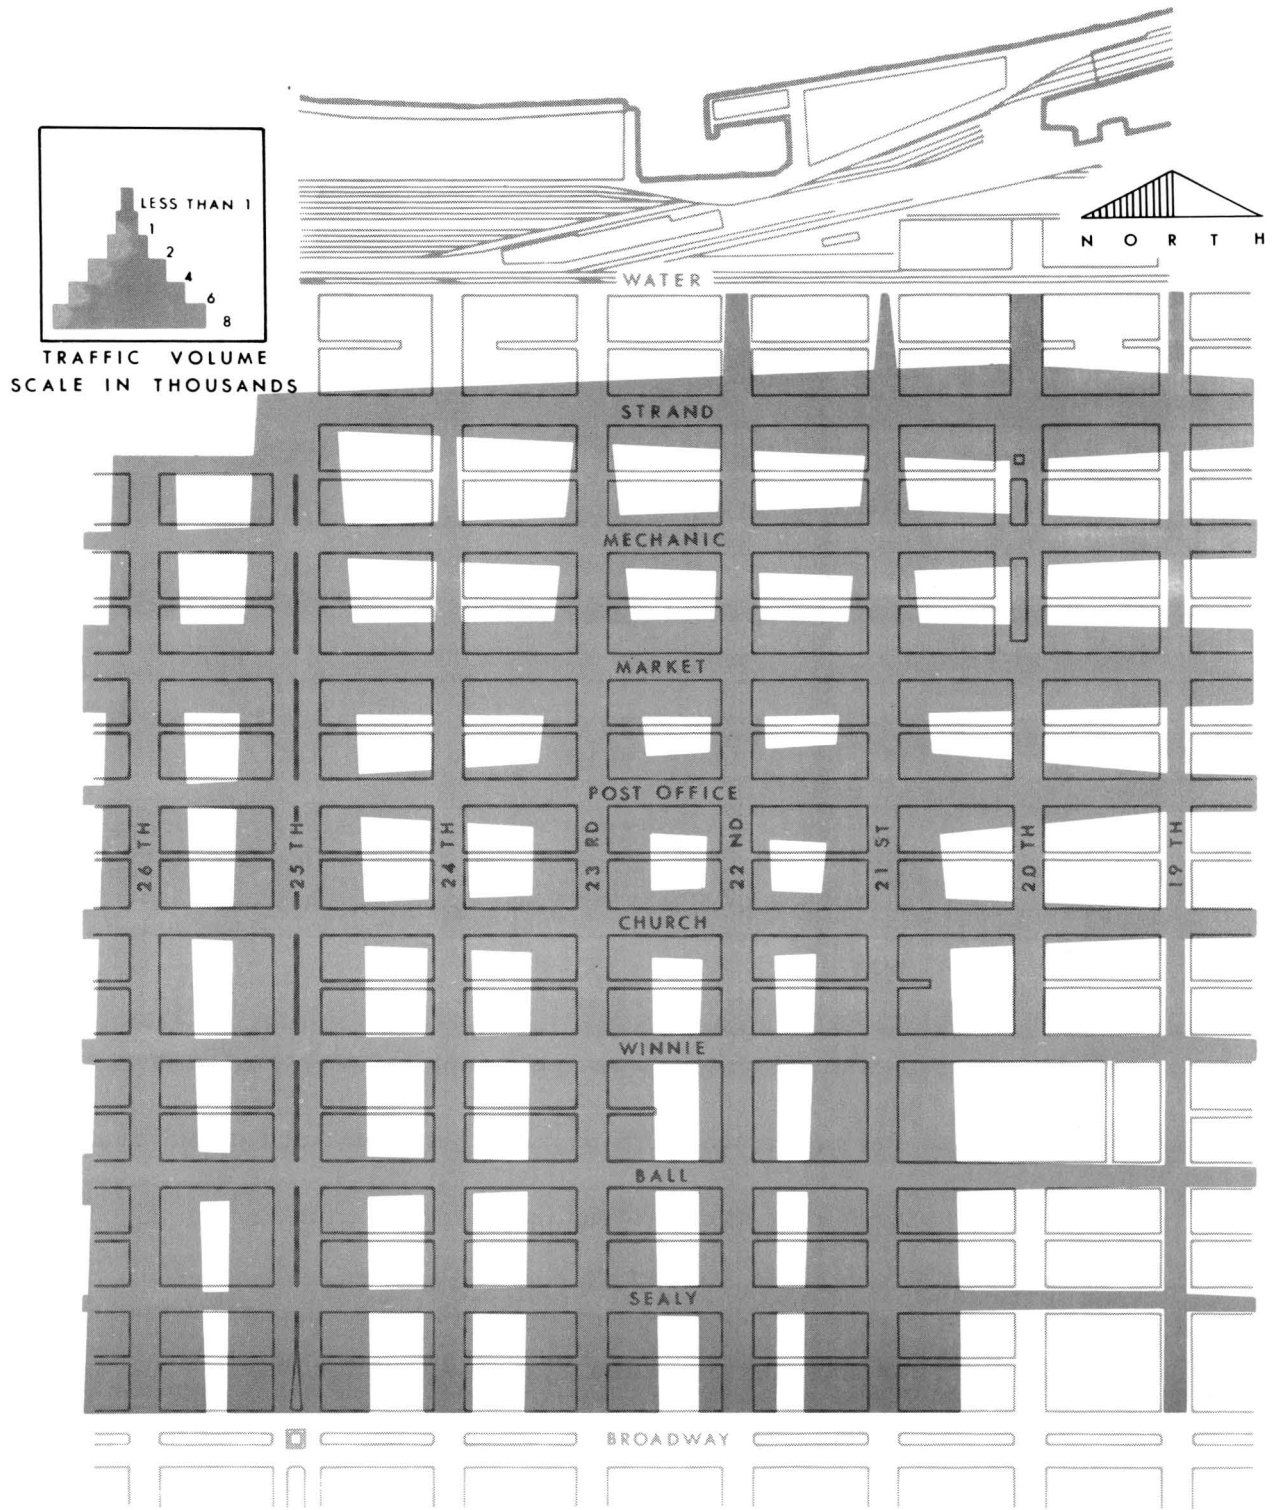 LESS THAN 1
1
2
4
6
8
TRAFFIC VOLUME
SCALE IN THOUSANDS
NORTH
WATER
STRAND
MECHANIC
MARKET
POST OFFICE
26 TH
25 TH
24 TH
23 RD
22 ND
21 ST
20 TH
19 TH
CHURCH
WINNIE
BALL
SEALY
BROADWAY